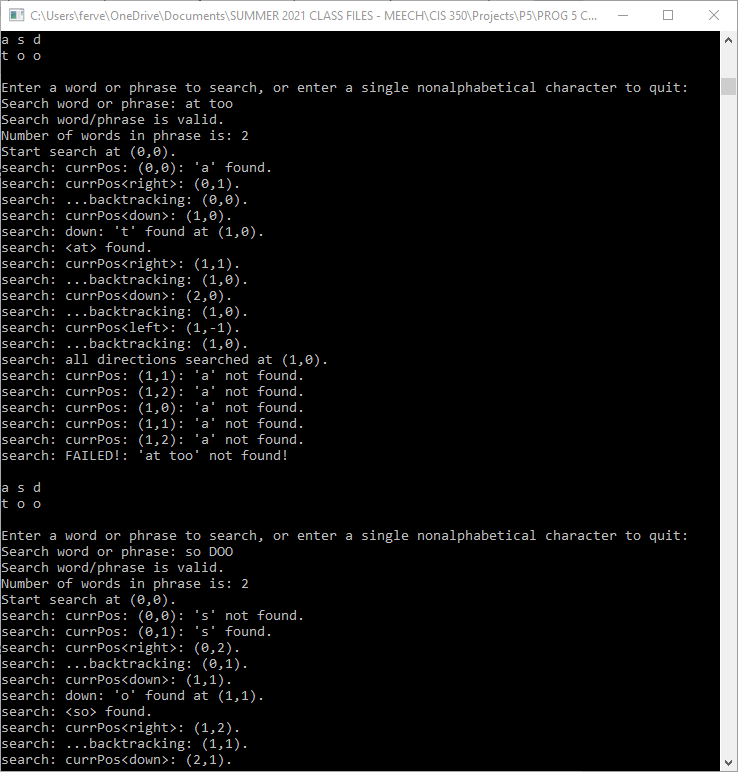 C:\Users\ferve\OneDrive\Documents\SUMMER 2021 CLASS FILES - MEECH\CIS 350\Projects\P5\PROG 5 C...
a s d
t o o
Enter a word or phrase to search, or enter a single nonalphabetical character to quit:
Search word or phrase: at too
Search word/phrase is valid.
Number of words in phrase is: 2
Start search at (0,0).
search: currPos: (0,0): 'a' found.
search: currPos<right>: (0,1).
search: ...backtracking: (0,0).
search: currPos<down>: (1,0).
search: down: 't' found at (1,0).
search: <at> found.
search: currPos<right>: (1,1).
search: ...backtracking: (1,0).
search: currPos<down>: (2,0).
search: ...backtracking: (1,0).
search: currPos<left>: (1,-1).
search: ...backtracking: (1,0).
search: all directions searched at (1,0).
search: currPos: (1,1): 'a' not found.
search: currPos: (1,2): 'a' not found.
search: currPos: (1,0): 'a' not found.
search: currPos: (1,1): 'a' not found.
search: currPos: (1,2): 'a' not found.
search: FAILED!: 'at too' not found!
a s d
t o o
Enter a word or phrase to search, or enter a single nonalphabetical character to quit:
Search word or phrase: so DOO
Search word/phrase is valid.
Number of words in phrase is: 2
Start search at (0,0).
search: currPos: (0,0): 's' not found.
search: currPos: (0,1): 's' found.
search: currPos<right>: (0,2).
search: ...backtracking: (0,1).
search: currPos<down>: (1,1).
search: down: 'o' found at (1,1).
search: <so> found.
search: currPos<right>: (1,2).
search: ...backtracking: (1,1).
search: currPos<down>: (2,1).